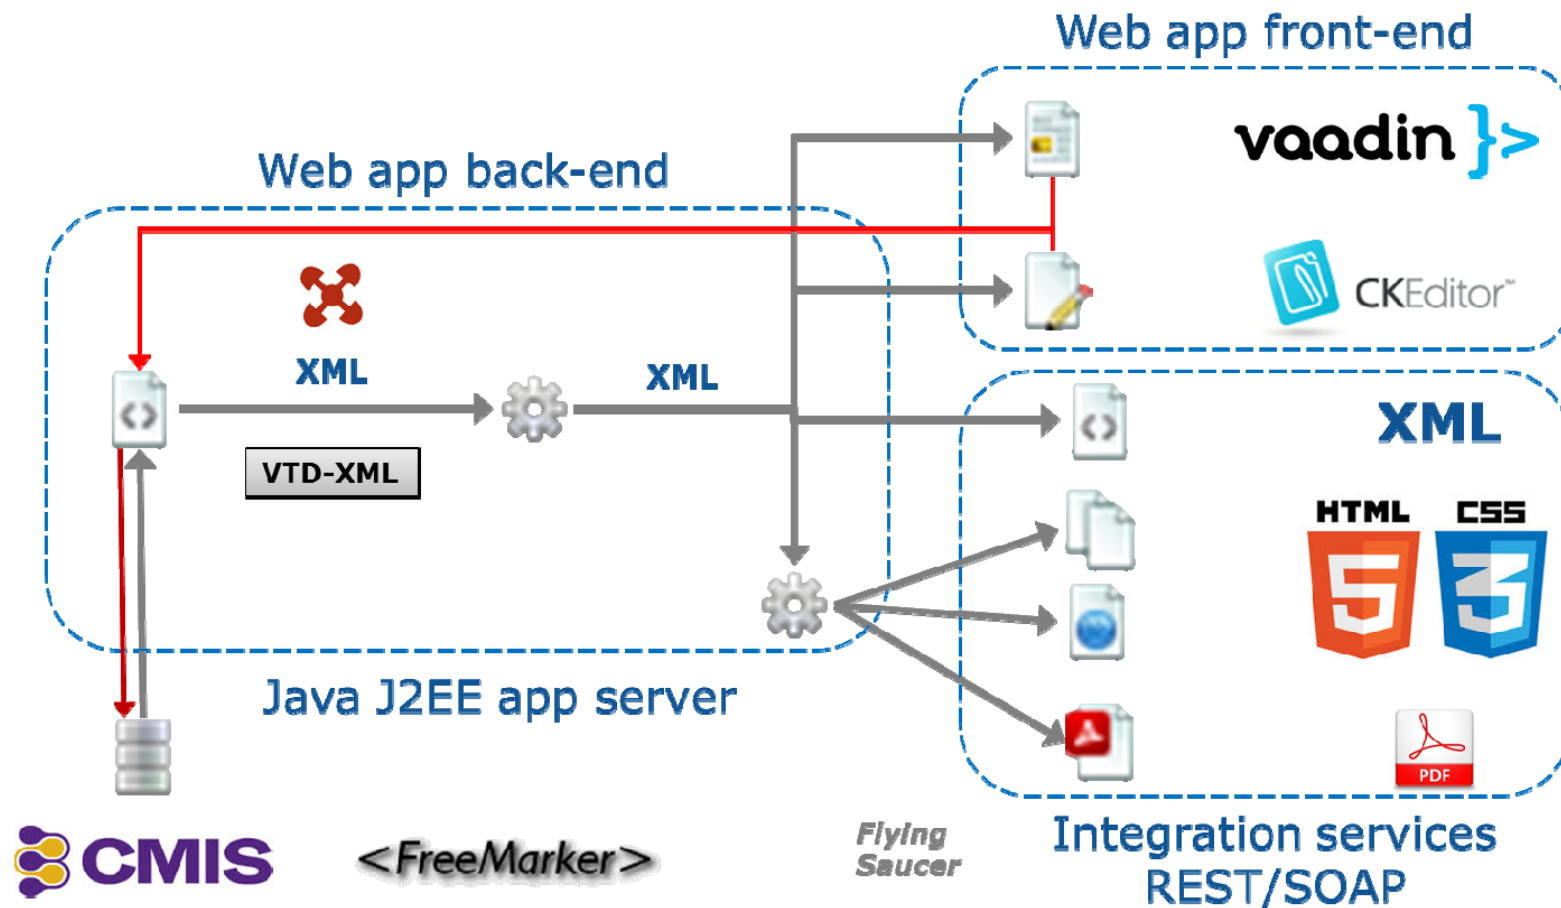 Web app front-end
vaadin }>
Web app back-end
CKEditor™
XML
XML
XML
VTD-XML
HTML
CSS
5
3
Java J2EE app server
PDF
CMIS
<FreeMarker>
Flying
Saucer
Integration services
REST/SOAP